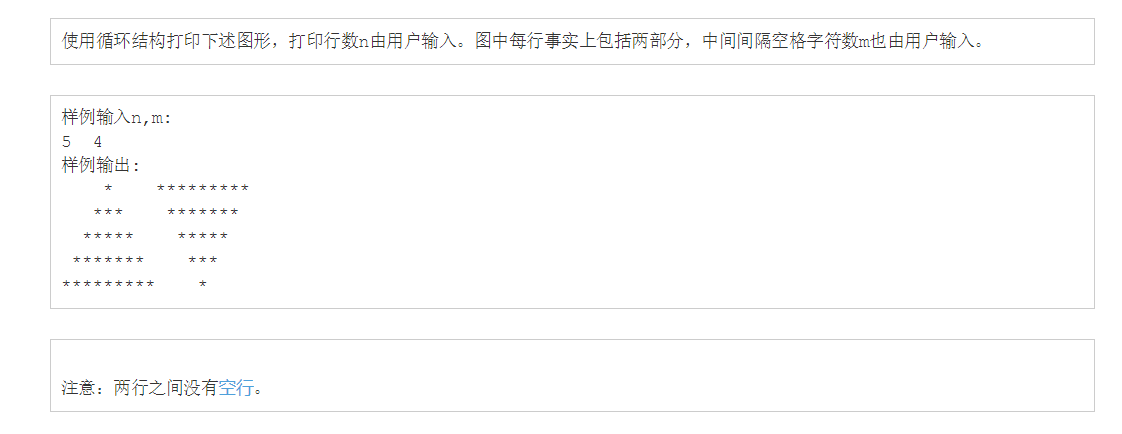 使用循环结构打印下述图形，打印行数n由用户输入。图中每行事实上包括两部分，中间间隔空格字符数m也由用户输入。
样例输入n,m:
5  4
样例输出:
    *    *********
   ***    *******
  *****    *****
 *******    ***
*********    *
注意：两行之间没有空行。